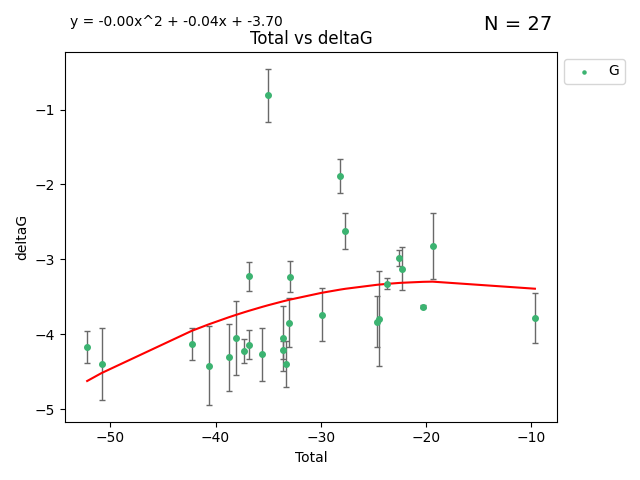 y = -0.00x^2 + -0.04x + -3.70
N = 27
Total vs deltaG
G
−1
−2
−3
−4
−5
deltaG
−50
−40
−30
−20
−10
Total